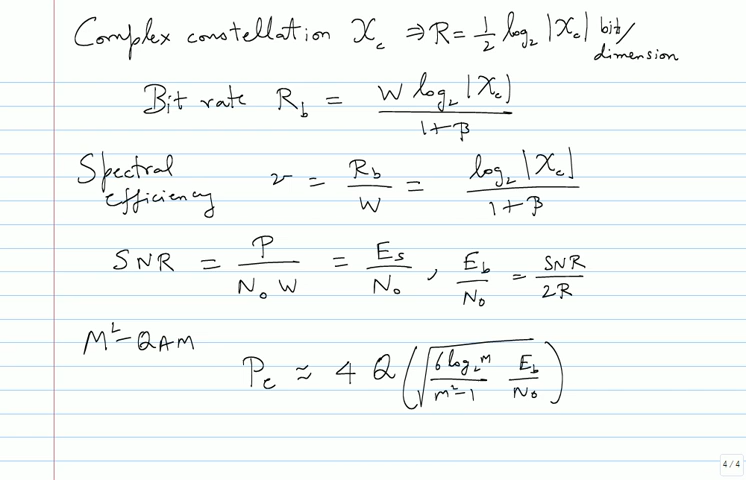 Complex constellation X_c ⇒ R = 1/2 log₂ |X_c| bit/dimension
Bit rate R_b = W log₂ |X_c| / 1+β
Spectral efficiency ν = R_b / W = log₂ |X_c| / 1+β
SNR = P / N₀ W = E_s / N₀ , E_b / N₀ = SNR / 2R
M² - QAM
P_e ≈ 4 Q(√(6 log₂ M / M²-1 E_b / N₀))
4 / 4